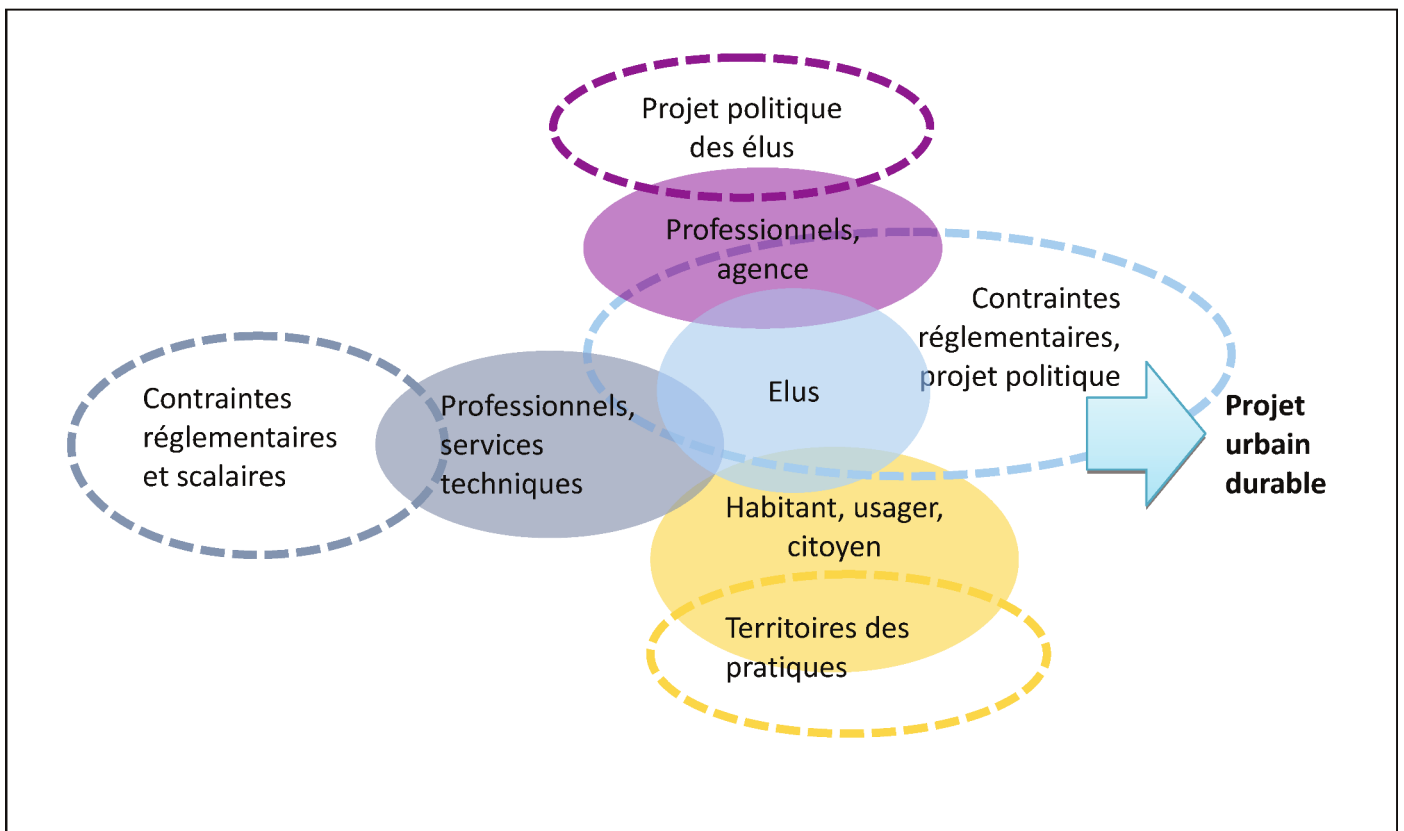 Projet politique
des élus
Professionnels,
agence
Contraintes
réglementaires,
projet politique
Elus
Contraintes
réglementaires
et scalaires
Professionnels,
services
techniques
Projet
urbain
durable
Habitant, usager,
citoyen
Territoires des
pratiques